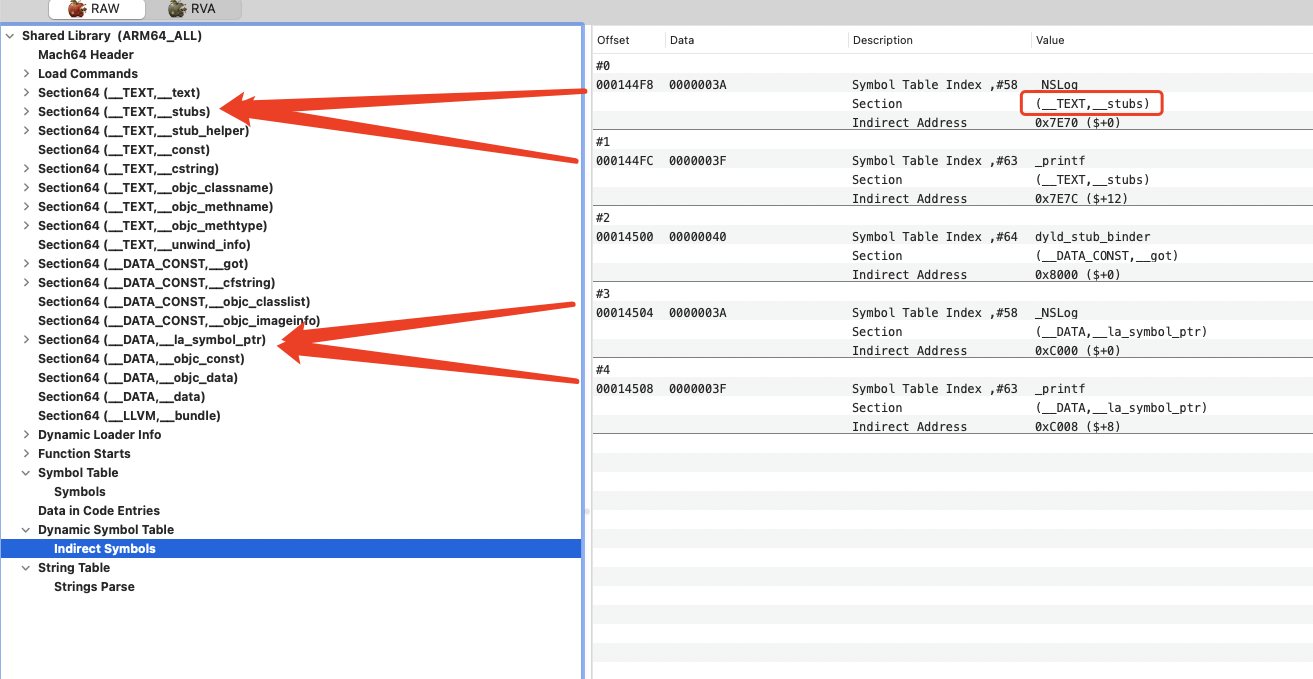 RAW RVA
Shared Library (ARM64_ALL)
Mach64 Header
Load Commands
Section64 (__TEXT,__text)
Section64 (__TEXT,__stubs)
Section64 (__TEXT,__stub_helper)
Section64 (__TEXT,__const)
Section64 (__TEXT,__cstring)
Section64 (__TEXT,__objc_classname)
Section64 (__TEXT,__objc_methname)
Section64 (__TEXT,__objc_methtype)
Section64 (__TEXT,__unwind_info)
Section64 (__DATA_CONST,__got)
Section64 (__DATA_CONST,__cfstring)
Section64 (__DATA_CONST,__objc_classlist)
Section64 (__DATA_CONST,__objc_imageinfo)
Section64 (__DATA,__la_symbol_ptr)
Section64 (__DATA,__objc_const)
Section64 (__DATA,__objc_data)
Section64 (__DATA,__data)
Section64 (__LLVM,__bundle)
Dynamic Loader Info
Function Starts
Symbol Table
Symbols
Data in Code Entries
Dynamic Symbol Table
Indirect Symbols
String Table
Strings Parse
Offset Data Description Value
#0
000144F8 0000003A Symbol Table Index ,#58 _NSLog
Section (__TEXT,__stubs)
Indirect Address 0x7E70 ($+0)
#1
000144FC 0000003F Symbol Table Index ,#63 _printf
Section (__TEXT,__stubs)
Indirect Address 0x7E7C ($+12)
#2
00014500 00000040 Symbol Table Index ,#64 dyld_stub_binder
Section (__DATA_CONST,__got)
Indirect Address 0x8000 ($+0)
#3
00014504 0000003A Symbol Table Index ,#58 _NSLog
Section (__DATA,__la_symbol_ptr)
Indirect Address 0xC000 ($+0)
#4
00014508 0000003F Symbol Table Index ,#63 _printf
Section (__DATA,__la_symbol_ptr)
Indirect Address 0xC008 ($+8)